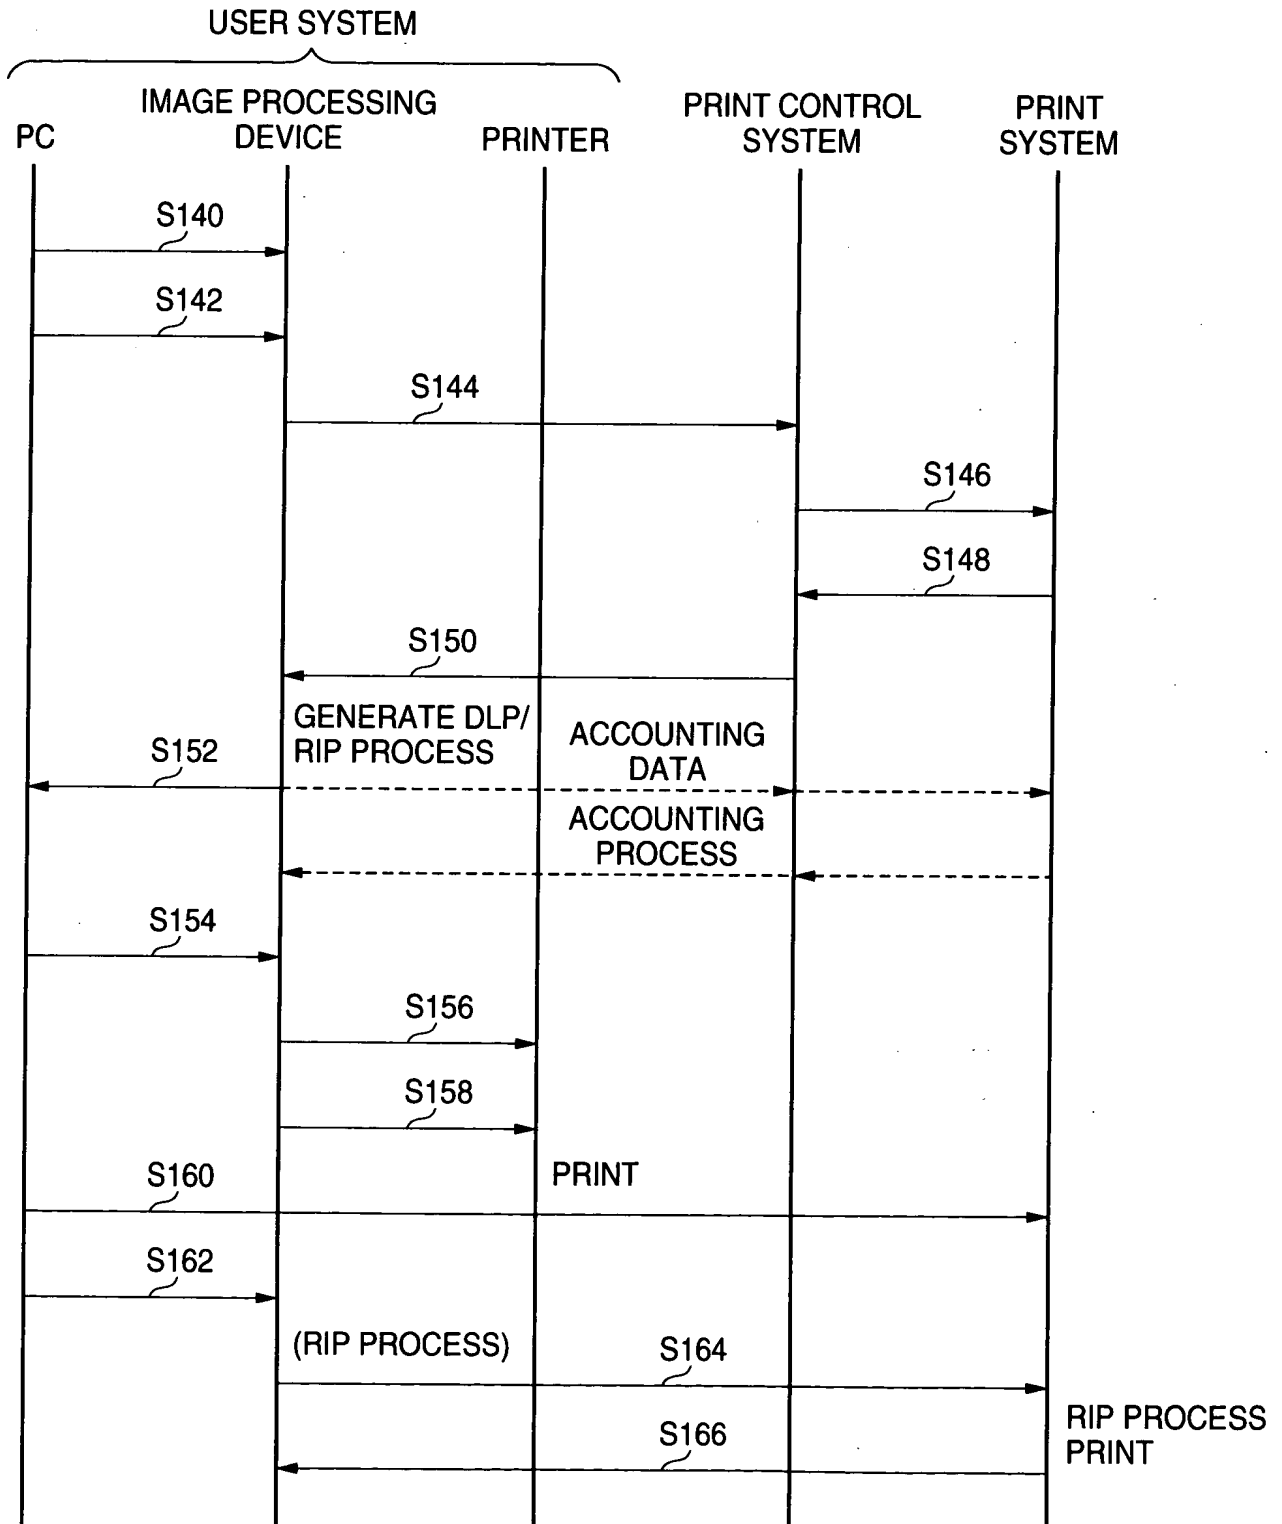 USER SYSTEM
IMAGE PROCESSING
DEVICE
PC
PRINTER
PRINT CONTROL
SYSTEM
PRINT
SYSTEM
S140
S142
S144
S146
S148
S150
GENERATE DLP/
RIP PROCESS
ACCOUNTING
DATA
S152
ACCOUNTING
PROCESS
S154
S156
S158
PRINT
S160
S162
(RIP PROCESS)
S164
RIP PROCESS
PRINT
S166